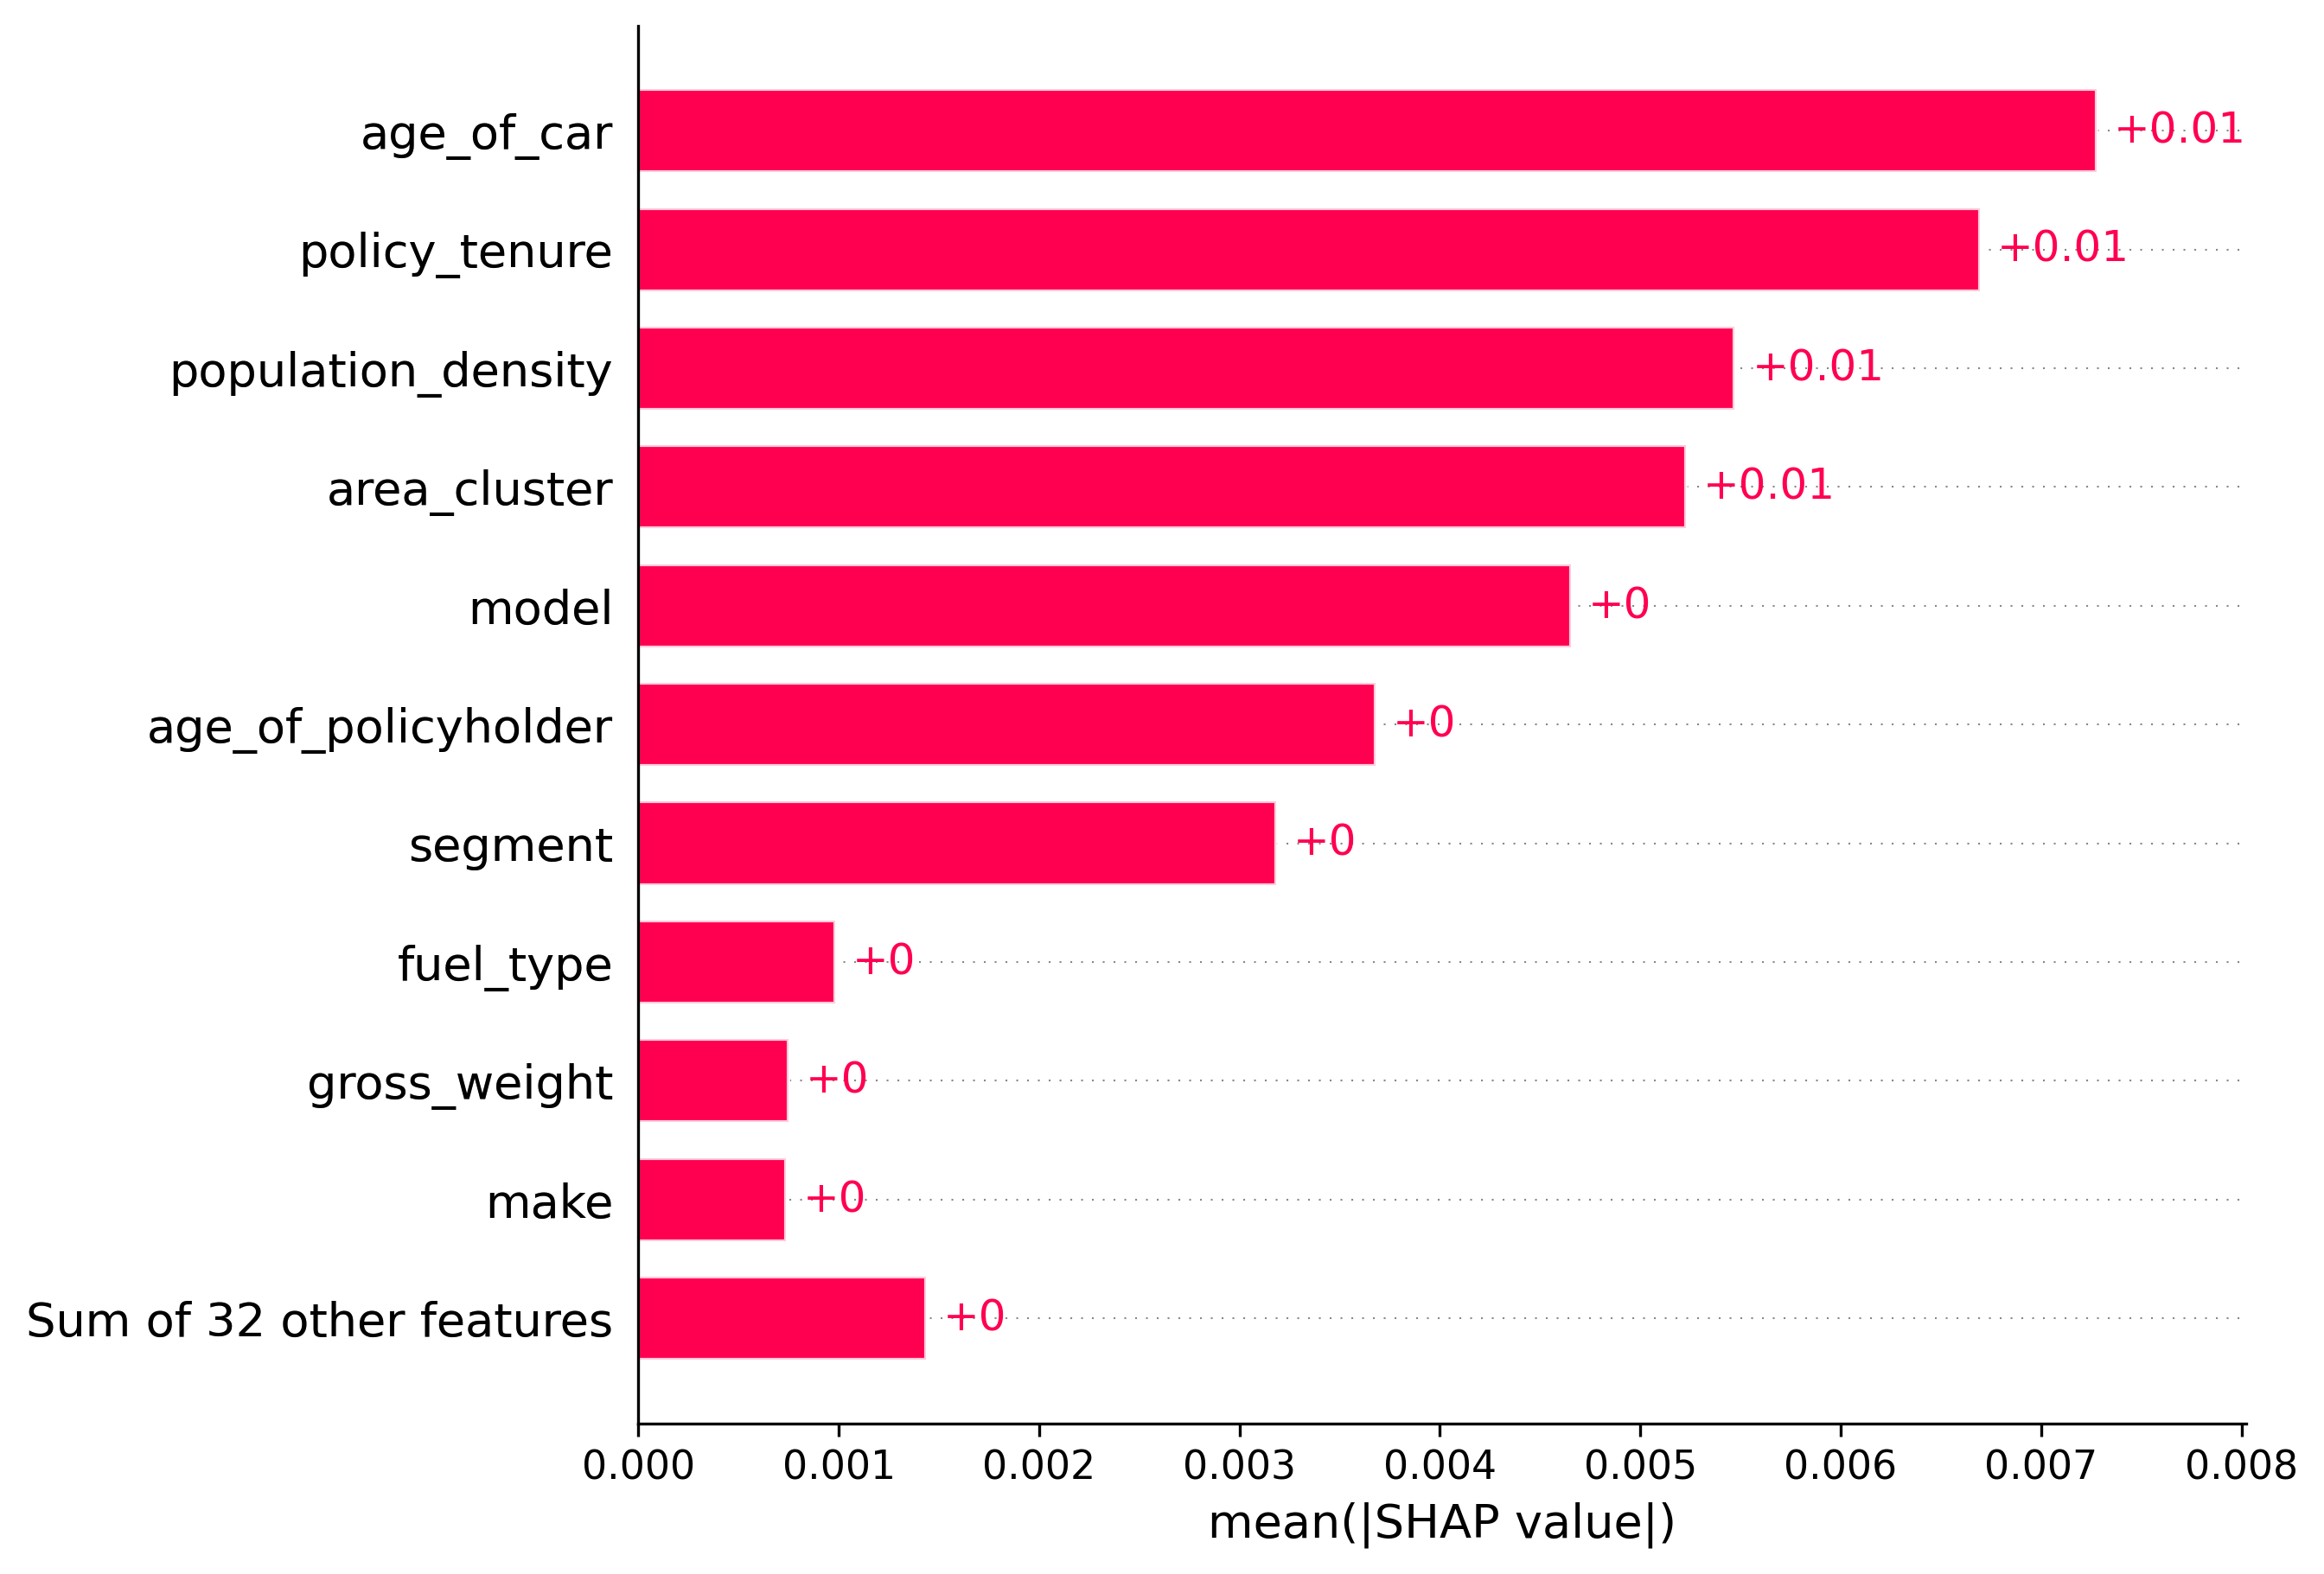 age_of_car +0.01
policy_tenure +0.01
population_density +0.01
area_cluster +0.01
model +0
age_of_policyholder +0
segment +0
fuel_type +0
gross_weight +0
make +0
Sum of 32 other features +0
0.000 0.001 0.002 0.003 0.004 0.005 0.006 0.007 0.008
mean(|SHAP value|)